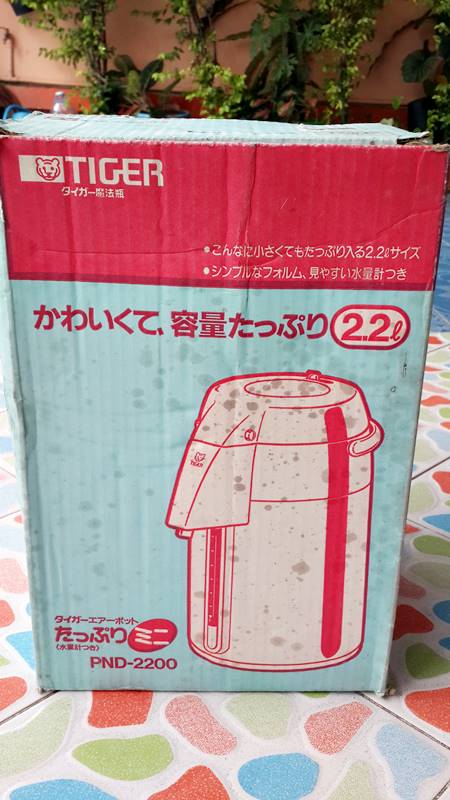 TIGER
タイガー魔法瓶
●こんなに小さくてもたっぷり入る2.2ℓサイズ
●シンプルなフォルム、見やすい水量計つき
かわいくて、容量たっぷり2.2ℓ
TIGER
タイガーエアーポット
たっぷりミニ
〈水量計つき〉
PND-2200